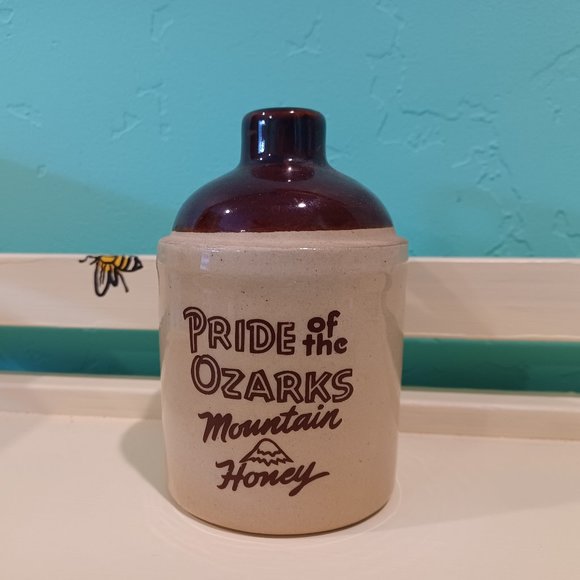 PRIDE of the
OZARKS
Mountain
Honey